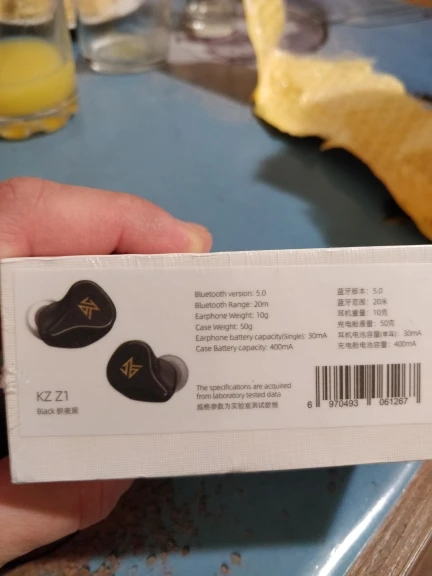 Bluetooth version: 5.0
Bluetooth Range: 20m
Earphone Weight: 10g
Case Weight: 50g
Earphone battery capacity(Single): 30mA
Case Battery capacity: 400mA
蓝牙版本: 5.0
蓝牙范围: 20米
耳机重量: 10克
充电舱重量: 50克
耳机电池容量(单耳): 30mA
充电舱电池容量: 400mA
KZ Z1
Black 极夜黑
The specifications are acquired
from laboratory tested data
规格参数为实验室测试数据
6 970493 061267